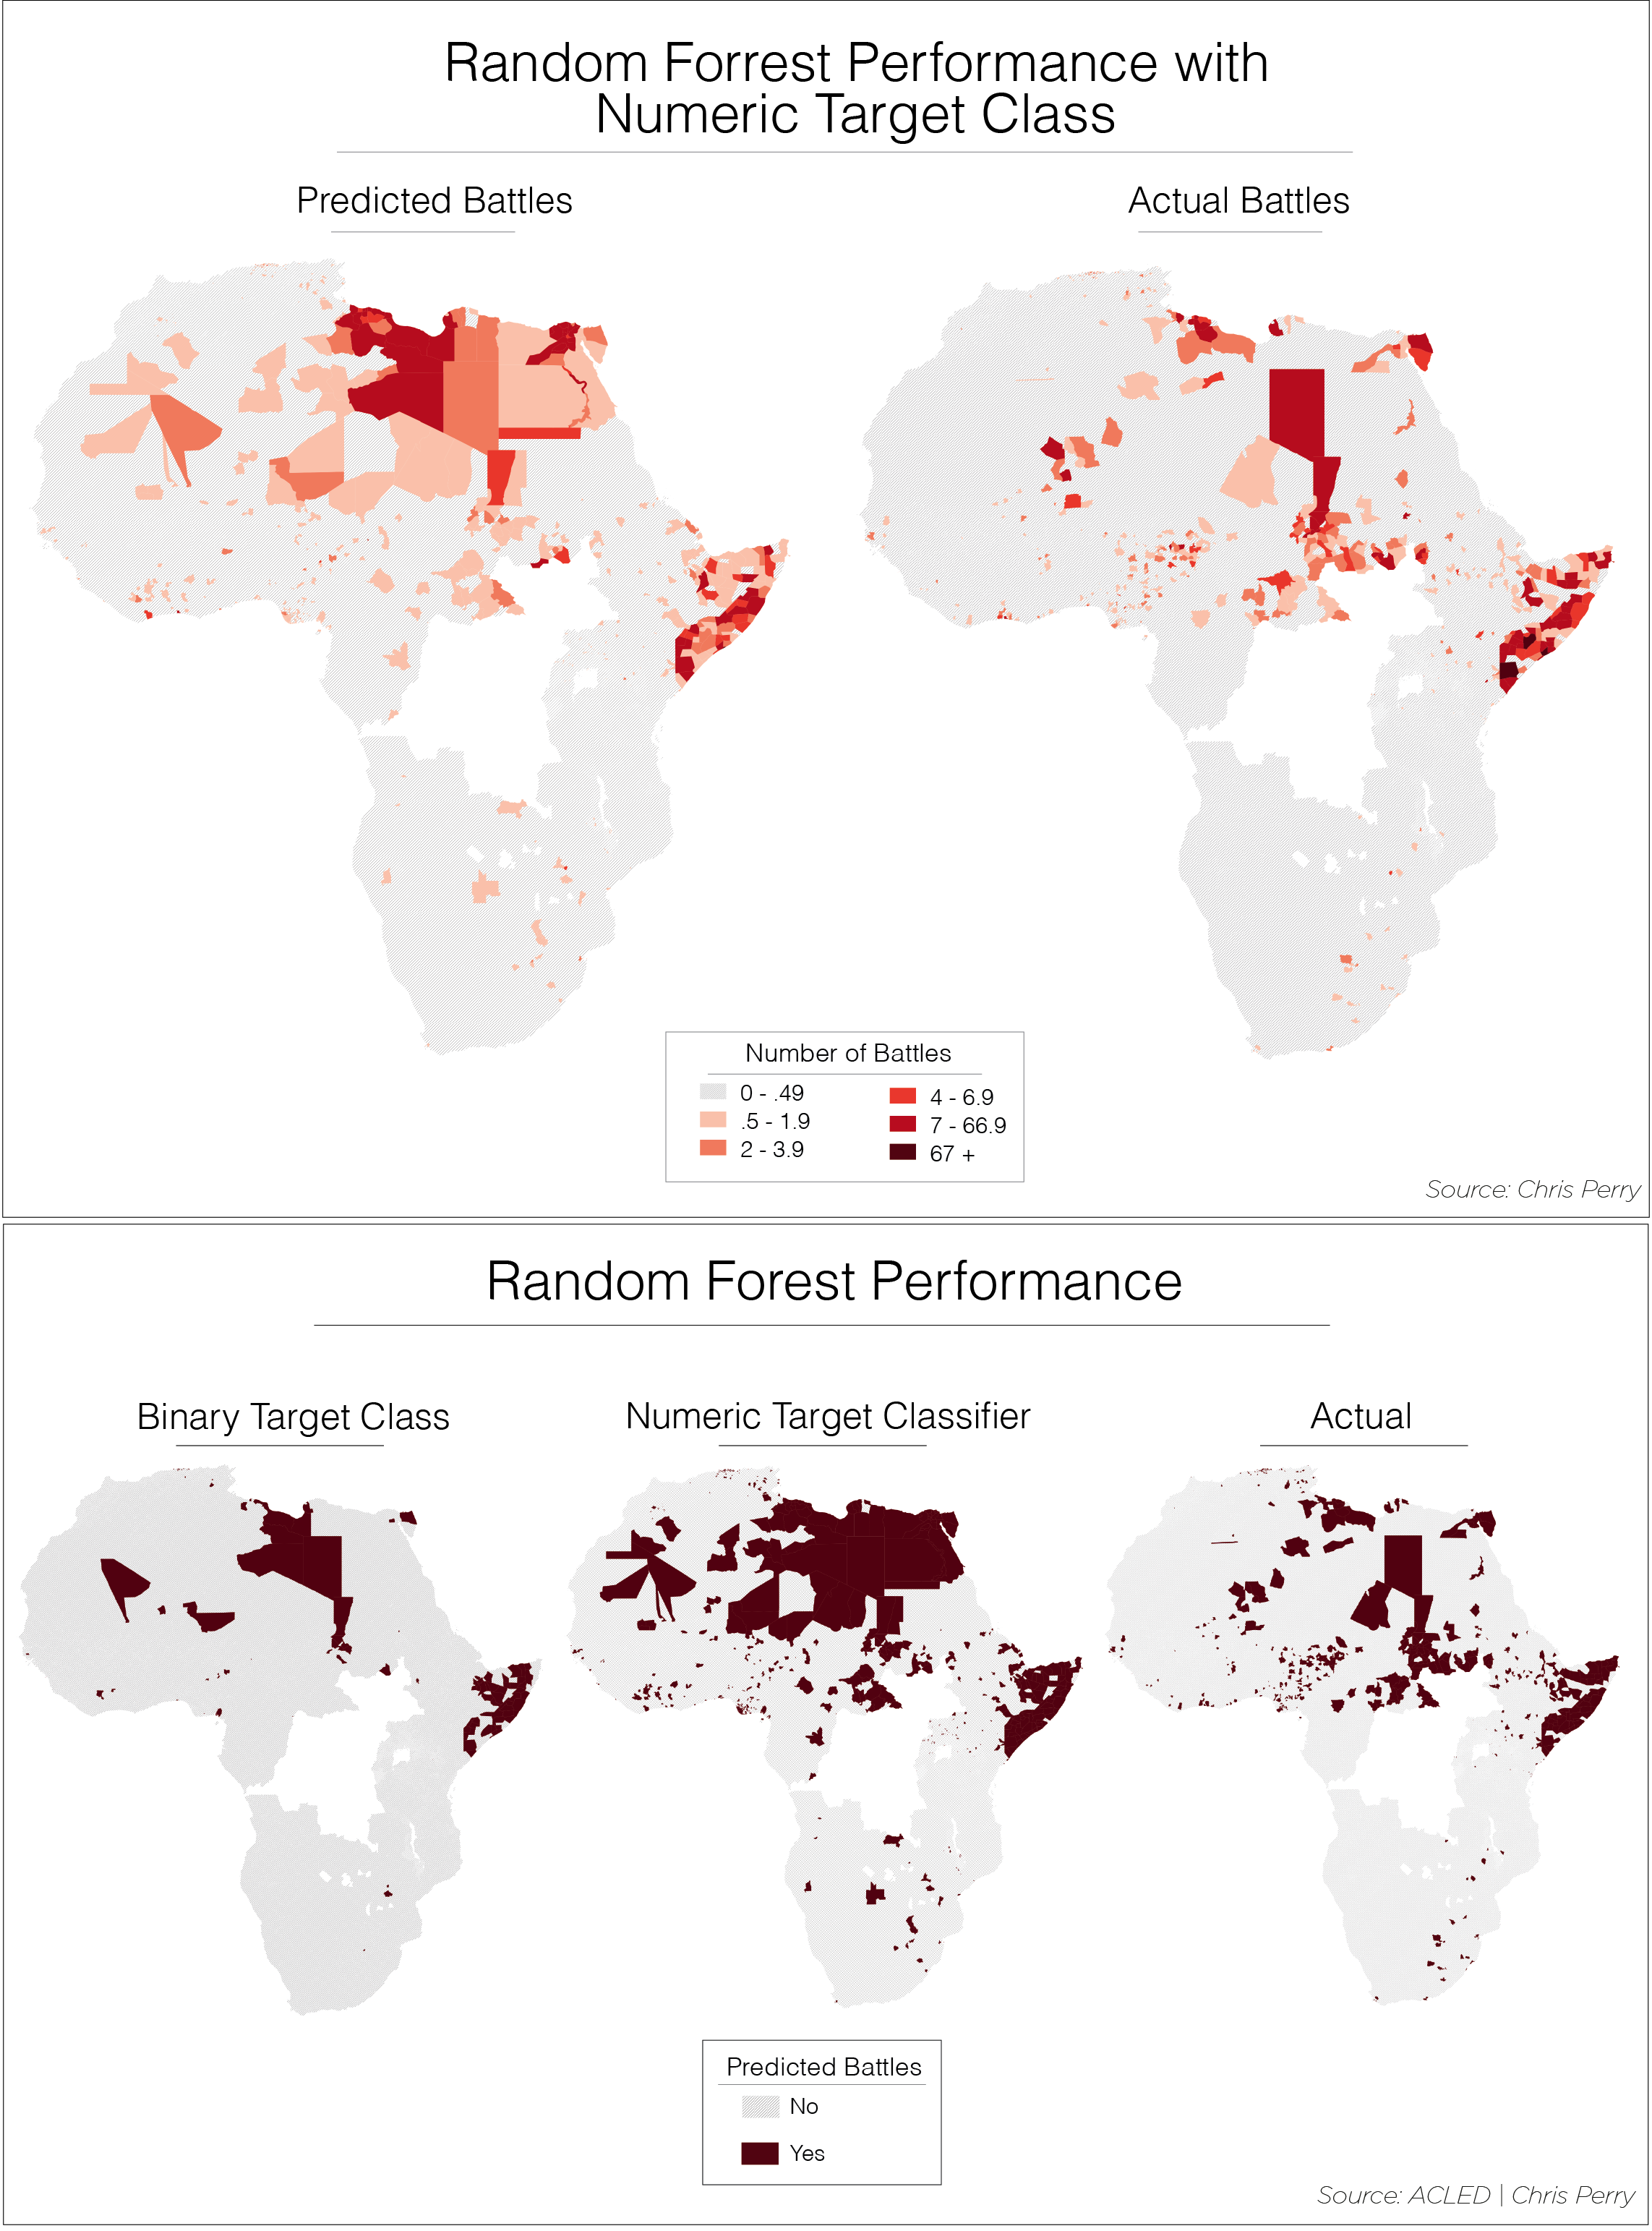 Random Forrest Performance with
Numeric Target Class
Predicted Battles
Actual Battles
Number of Battles
0 - .49
.5 - 1.9
2 - 3.9
4 - 6.9
7 - 66.9
67 +
Source: Chris Perry
Random Forest Performance
Binary Target Class
Numeric Target Classifier
Actual
Predicted Battles
No
Yes
Source: ACLED | Chris Perry